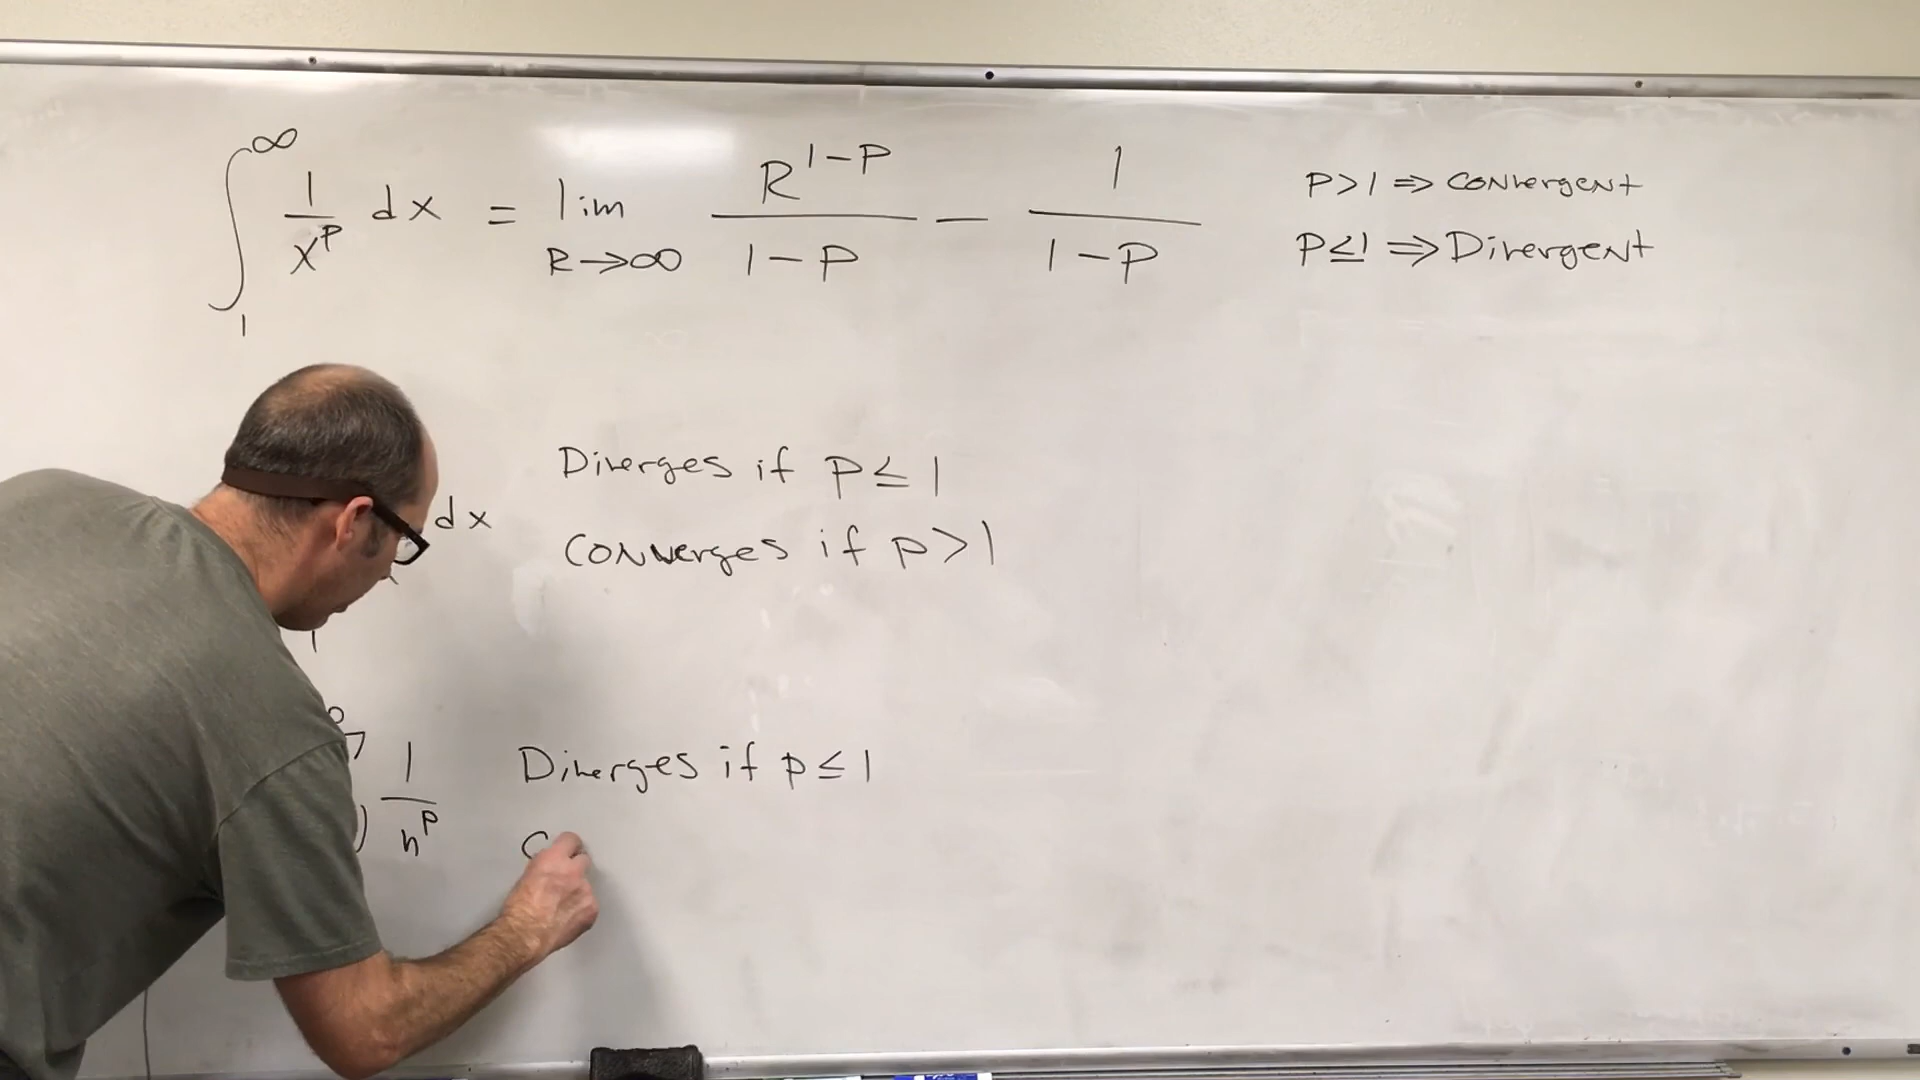 ∫₁^∞ 1/x^p dx = lim R→∞ R^(1-p)/(1-p) - 1/(1-p)
p>1 ⇒ Convergent
p≤1 ⇒ Divergent
Diverges if p ≤ 1
dx
Converges if p > 1
1
1/n^p Diverges if p ≤ 1
C